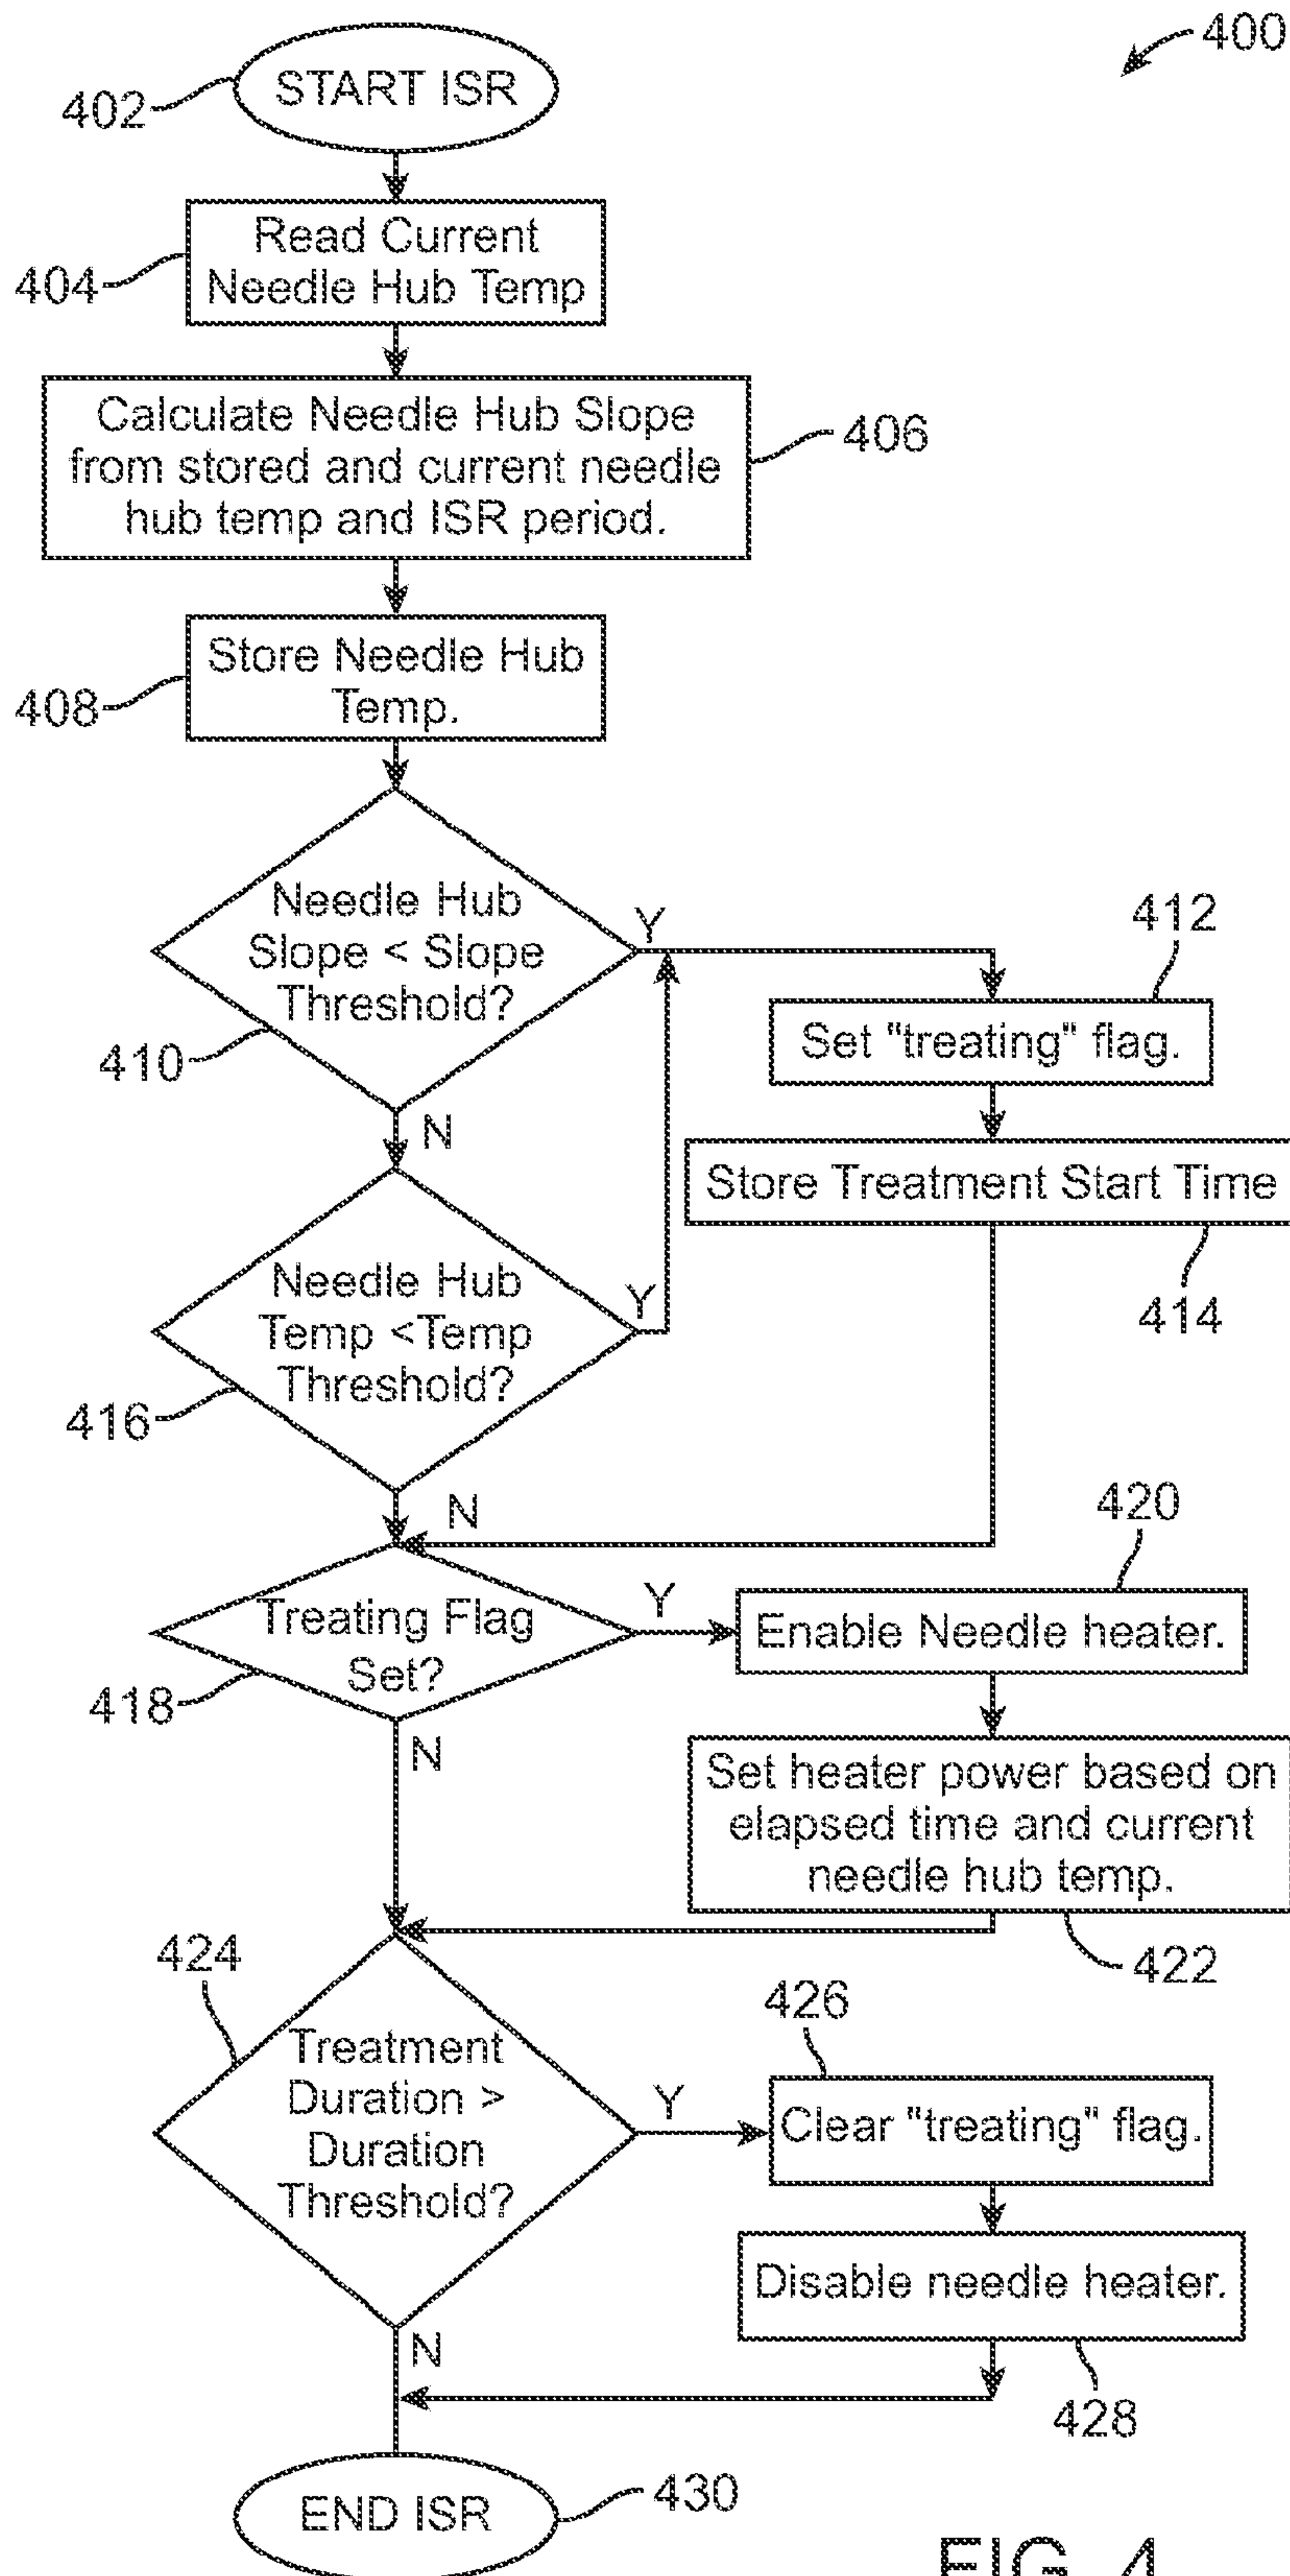 400
402
START ISR
404
Read Current
Needle Hub Temp
Calculate Needle Hub Slope
from stored and current needle
hub temp and ISR period.
406
408
Store Needle Hub
Temp.
Needle Hub
Slope < Slope
Threshold?
410
Y
N
412
Set "treating" flag.
Store Treatment Start Time
414
Needle Hub
Temp <Temp
Threshold?
416
Y
N
Treating Flag
Set?
418
Y
N
420
Enable Needle heater.
Set heater power based on
elapsed time and current
needle hub temp.
422
424
Treatment
Duration >
Duration
Threshold?
Y
N
426
Clear "treating" flag.
Disable needle heater.
428
END ISR
430
FIG. 4